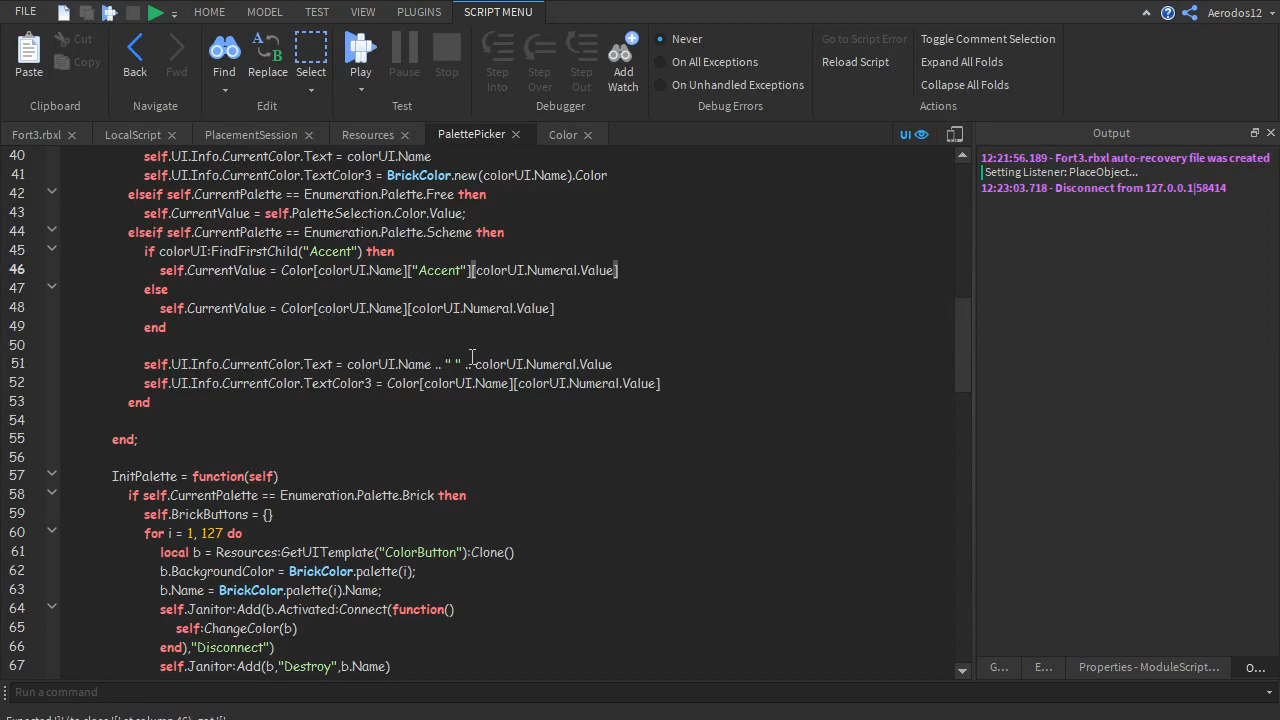 FILE HOME MODEL TEST VIEW PLUGINS SCRIPT MENU Aerodos12
Paste Cut Copy Back Fwd Find Replace Select Play Pause Stop Step Into Step Over Step Out Add Watch Never On All Exceptions On Unhandled Exceptions Go to Script Error Reload Script Toggle Comment Selection Expand All Folds Collapse All Folds
Clipboard Navigate Edit Test Debugger Debug Errors Actions
Fort3.rbxl LocalScript PlacementSession Resources PalettePicker Color UI Output
40 self.UI.Info.CurrentColor.Text = colorUI.Name
41 self.UI.Info.CurrentColor.TextColor3 = BrickColor.new(colorUI.Name).Color
42 elseif self.CurrentPalette == Enumeration.Palette.Free then
43 self.CurrentValue = self.PaletteSelection.Color.Value;
44 elseif self.CurrentPalette == Enumeration.Palette.Scheme then
45 if colorUI:FindFirstChild("Accent") then
46 self.CurrentValue = Color[colorUI.Name]["Accent"][colorUI.Numeral.Value]
47 else
48 self.CurrentValue = Color[colorUI.Name][colorUI.Numeral.Value]
49 end
50
51 self.UI.Info.CurrentColor.Text = colorUI.Name .. " " .. colorUI.Numeral.Value
52 self.UI.Info.CurrentColor.TextColor3 = Color[colorUI.Name][colorUI.Numeral.Value]
53 end
54
55 end;
56
57 InitPalette = function(self)
58 if self.CurrentPalette == Enumeration.Palette.Brick then
59 self.BrickButtons = {}
60 for i = 1, 127 do
61 local b = Resources:GetUITemplate("ColorButton"):Clone()
62 b.BackgroundColor = BrickColor.palette(i);
63 b.Name = BrickColor.palette(i).Name;
64 self.Janitor:Add(b.Activated:Connect(function()
65 self:ChangeColor(b)
66 end),"Disconnect")
67 self.Janitor:Add(b,"Destroy",b.Name)
12:21:56.189 - Fort3.rbxl auto-recovery file was created
Setting Listener: PlaceObject...
12:23:03.718 - Disconnect from 127.0.0.1|58414
G... E... Properties - ModuleScript... O...
Run a command